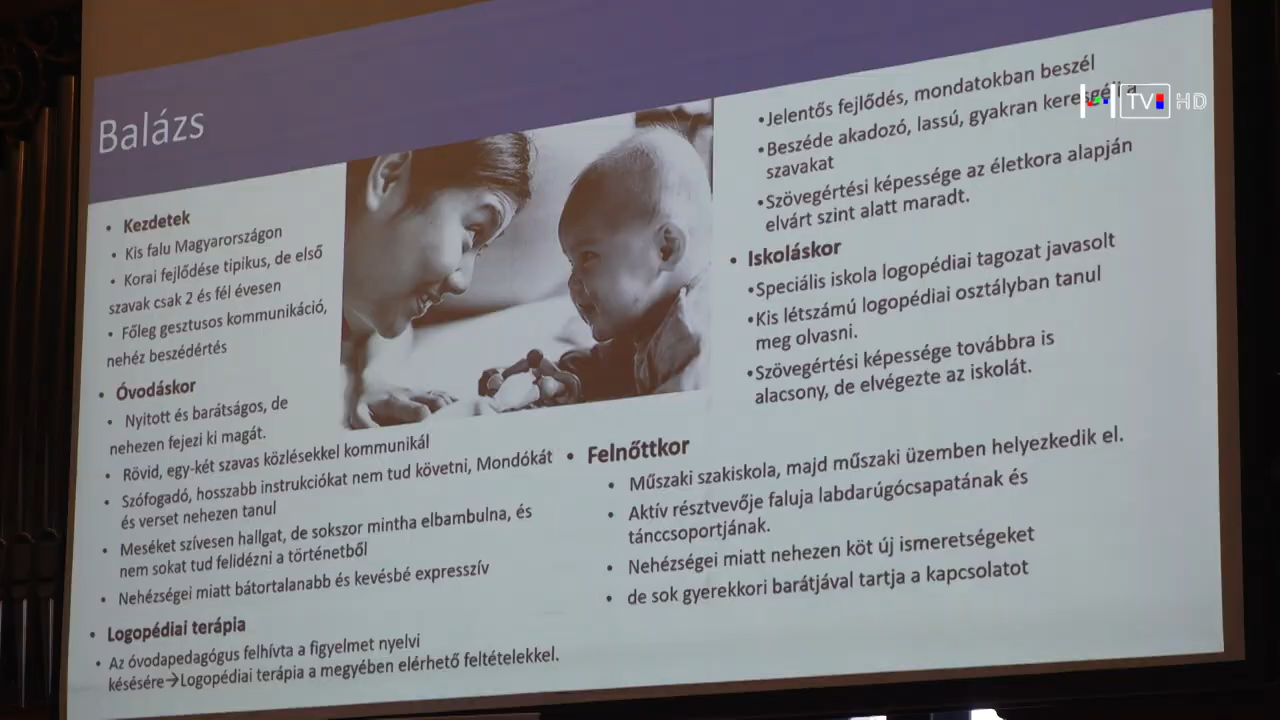 Balázs
• Kezdetek
• Kis falu Magyarországon
• Korai fejlődése tipikus, de első
szavak csak 2 és fél évesen
• Főleg gesztusos kommunikáció,
nehéz beszédértés
• Óvodáskor
• Nyitott és barátságos, de
nehezen fejezi ki magát.
• Rövid, egy-két szavas közlésekkel kommunikál
• Szófogadó, hosszabb instrukciókat nem tud követni, Mondókát
és verset nehezen tanul
• Meséket szívesen hallgat, de sokszor mintha elbambulna, és
nem sokat tud felidézni a történetből
• Nehézségei miatt bátortalanabb és kevésbé expresszív
• Logopédiai terápia
• Az óvodapedagógus felhívta a figyelmet nyelvi
késésére→Logopédiai terápia a megyében elérhető feltételekkel.
• Jelentős fejlődés, mondatokban beszél
• Beszéde akadozó, lassú, gyakran keresgéli a
szavakat
• Szövegértési képessége az életkora alapján
elvárt szint alatt maradt.
• Iskoláskor
• Speciális iskola logopédiai tagozat javasolt
• Kis létszámú logopédiai osztályban tanul
meg olvasni.
• Szövegértési képessége továbbra is
alacsony, de elvégezte az iskolát.
• Felnőttkor
• Műszaki szakiskola, majd műszaki üzemben helyezkedik el.
• Aktív résztvevője faluja labdarúgócsapatának és
tánccsoportjának.
• Nehézségei miatt nehezen köt új ismeretségeket
• de sok gyerekkori barátjával tartja a kapcsolatot
H TV HD